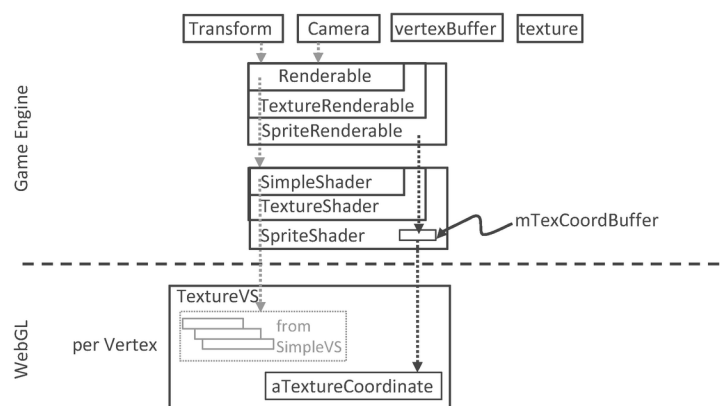 Transform
Camera
vertexBuffer
texture
Game Engine
Renderable
TextureRenderable
SpriteRenderable
SimpleShader
TextureShader
SpriteShader
mTexCoordBuffer
WebGL
TextureVS
per Vertex
from
SimpleVS
aTextureCoordinate